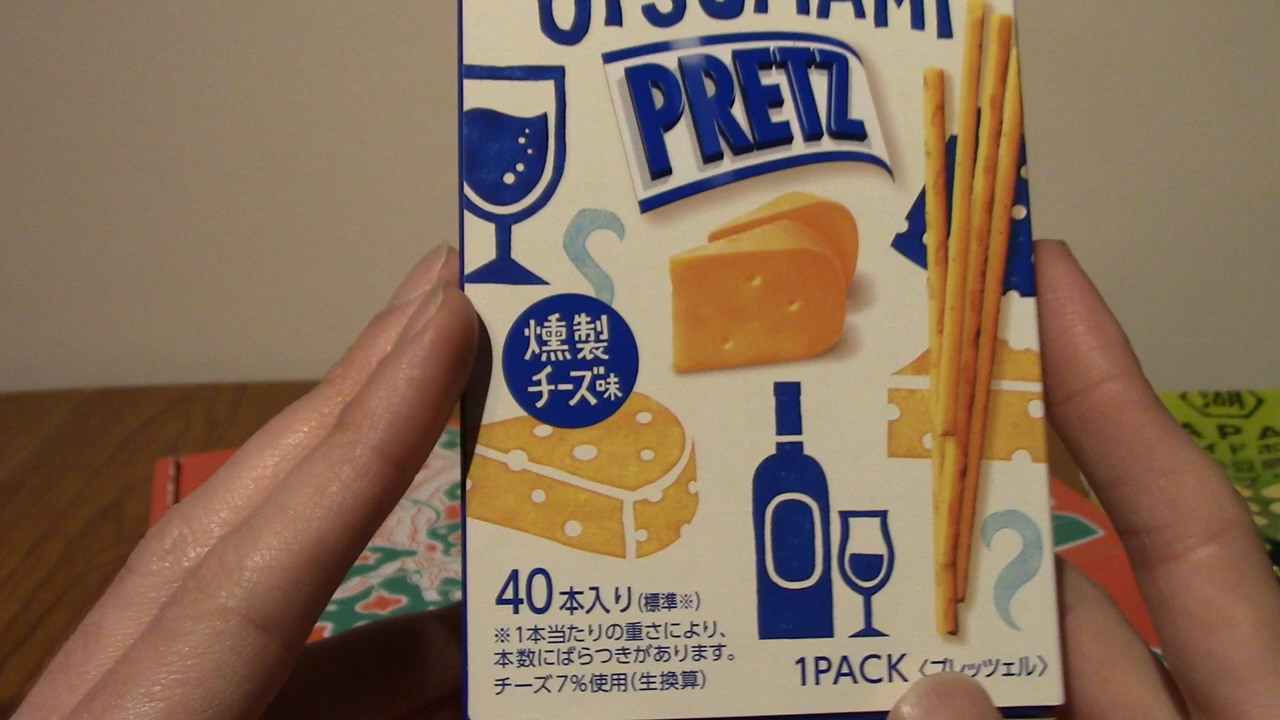 OTSUMAMI
PRETZ
燻製
チーズ味
40本入り(標準※)
※1本当たりの重さにより、
本数にばらつきがあります。
チーズ7%使用(生換算)
1PACK〈プレッツェル〉
湖